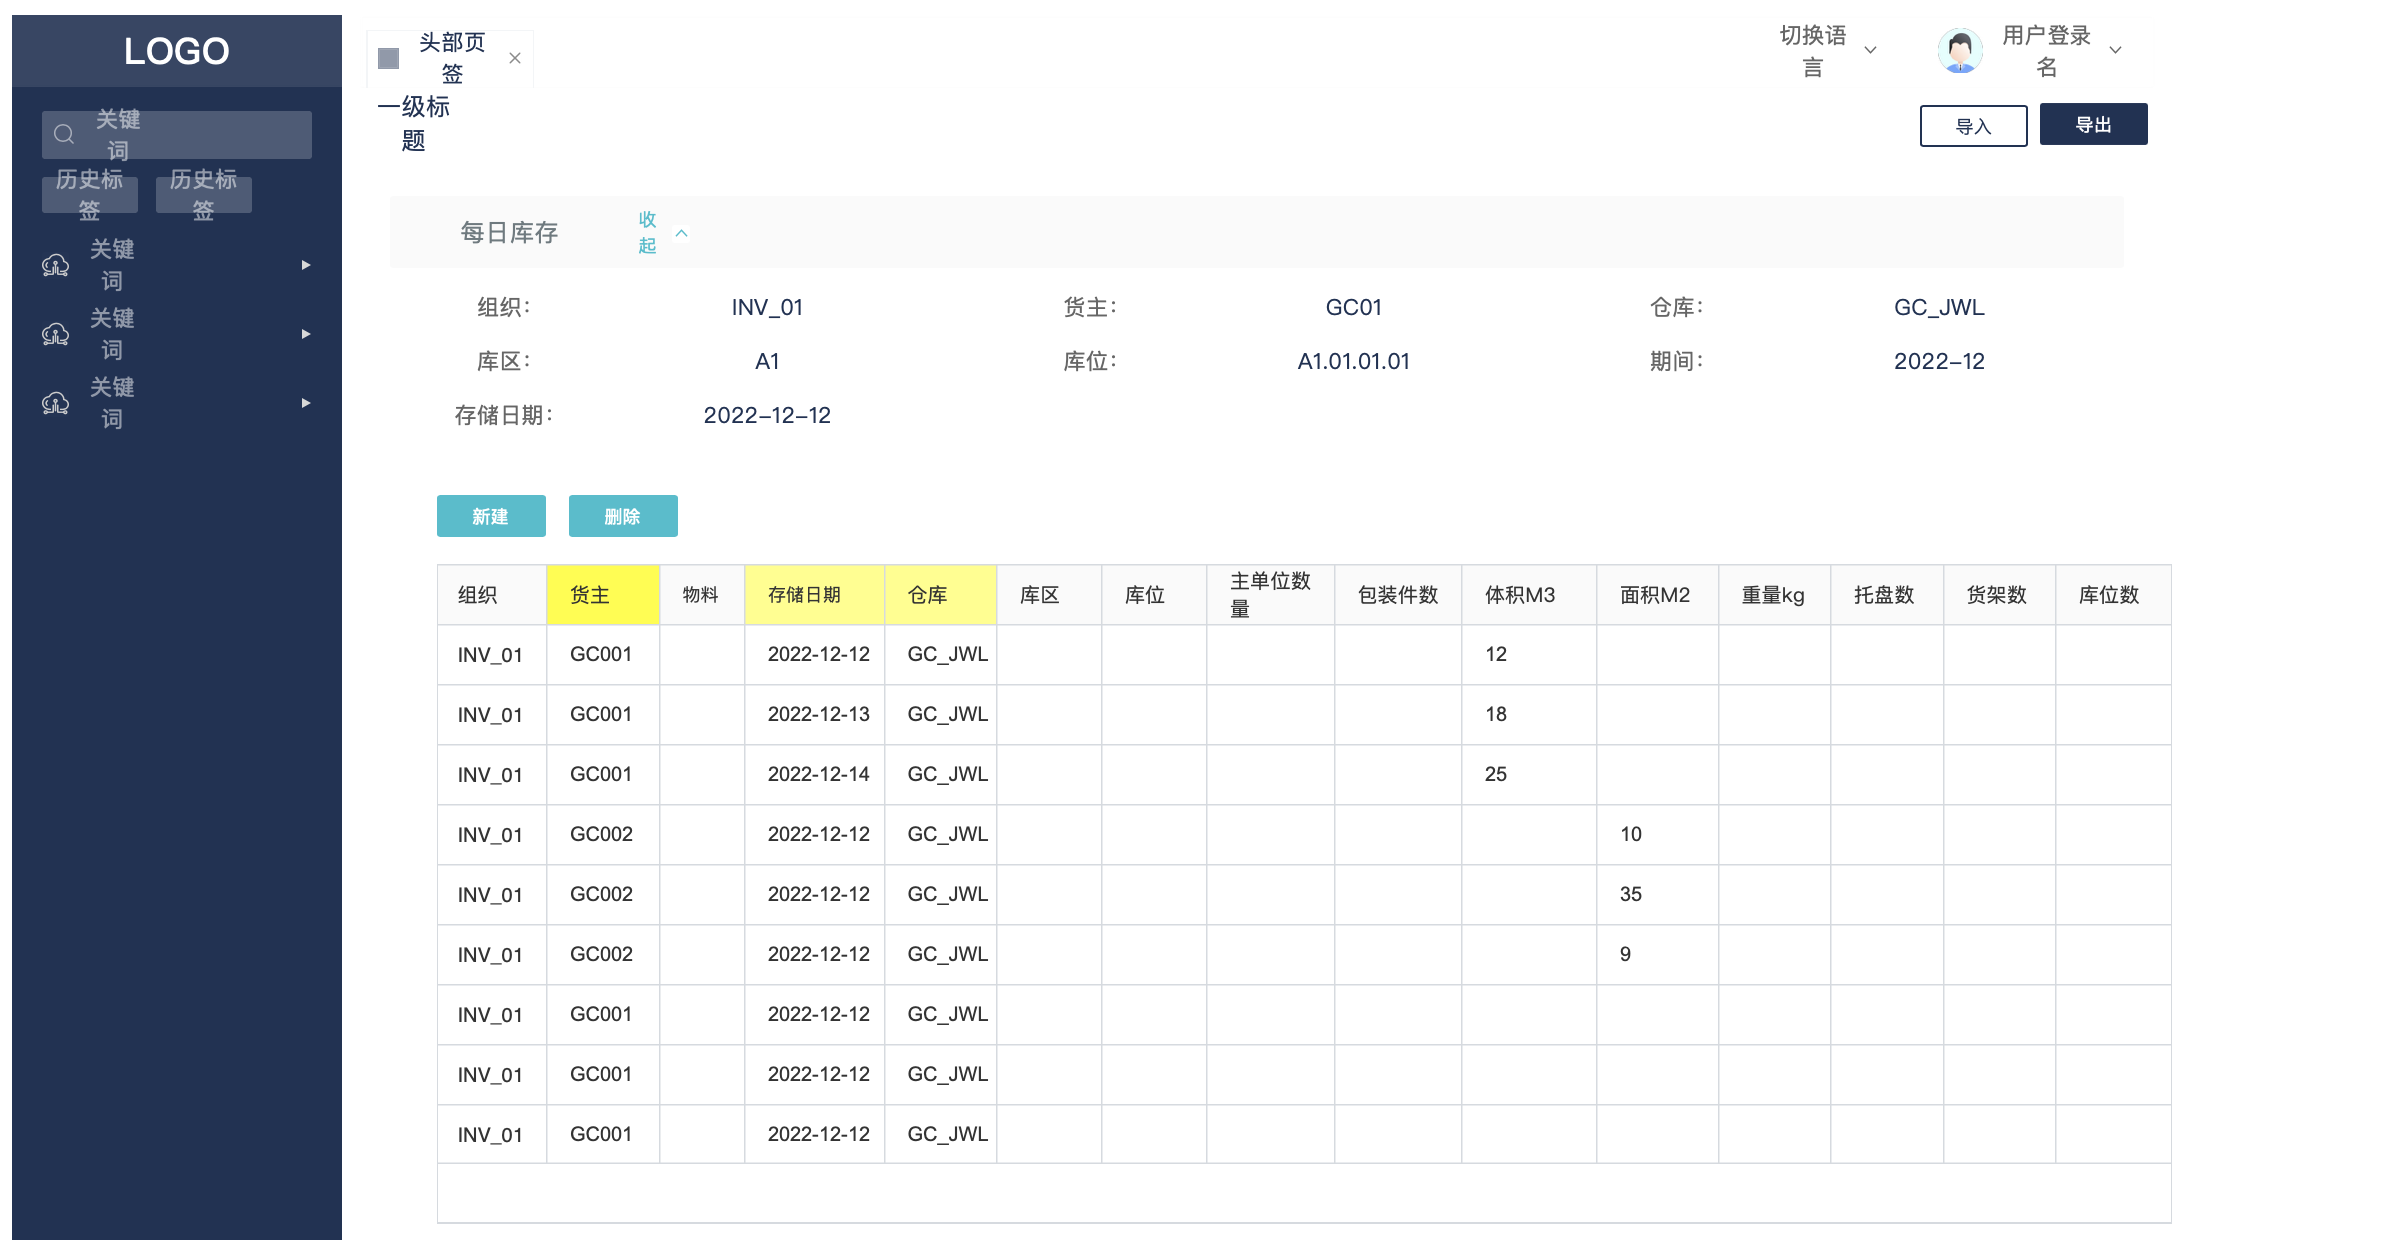 LOGO
关键
词
历史标
签
历史标
签
关键
词
关键
词
关键
词
头部页
签
切换语
言
用户登录
名
一级标
题
导入
导出
每日库存
收
起
组织: INV_01 货主: GC01 仓库: GC_JWL
库区: A1 库位: A1.01.01.01 期间: 2022–12
存储日期: 2022–12–12
新建 删除
组织 货主 物料 存储日期 仓库 库区 库位 主单位数
量 包装件数 体积M3 面积M2 重量kg 托盘数 货架数 库位数
INV_01 GC001 2022-12-12 GC_JWL 12
INV_01 GC001 2022-12-13 GC_JWL 18
INV_01 GC001 2022-12-14 GC_JWL 25
INV_01 GC002 2022-12-12 GC_JWL 10
INV_01 GC002 2022-12-12 GC_JWL 35
INV_01 GC002 2022-12-12 GC_JWL 9
INV_01 GC001 2022-12-12 GC_JWL
INV_01 GC001 2022-12-12 GC_JWL
INV_01 GC001 2022-12-12 GC_JWL